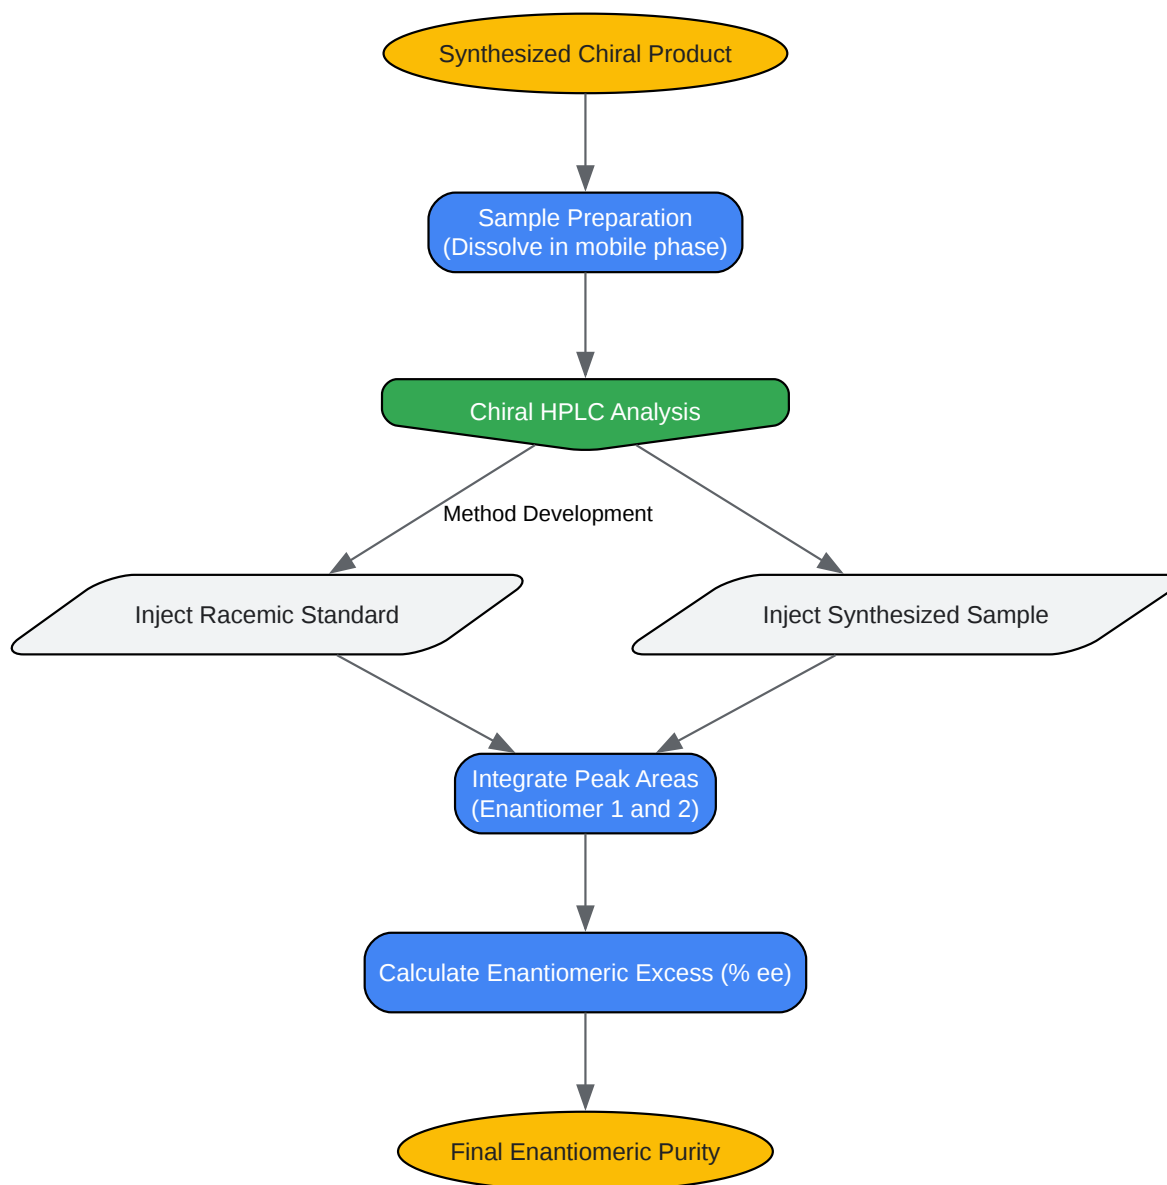 Synthesized Chiral Product
Sample Preparation
(Dissolve in mobile phase)
Chiral HPLC Analysis
Method Development
Inject Racemic Standard
Inject Synthesized Sample
Integrate Peak Areas
(Enantiomer 1 and 2)
Calculate Enantiomeric Excess (% ee)
Final Enantiomeric Purity